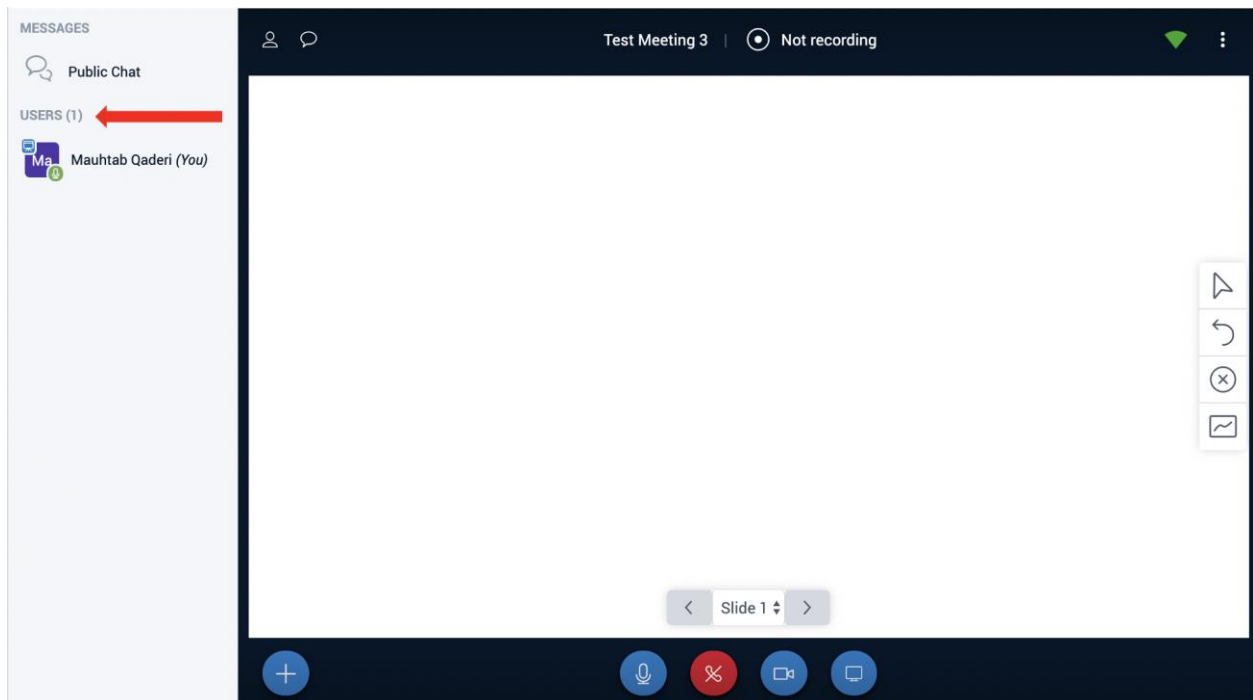 MESSAGES
Public Chat
USERS (1)
Ma
Mauhtab Qaderi (You)
Test Meeting 3 | Not recording
Slide 1